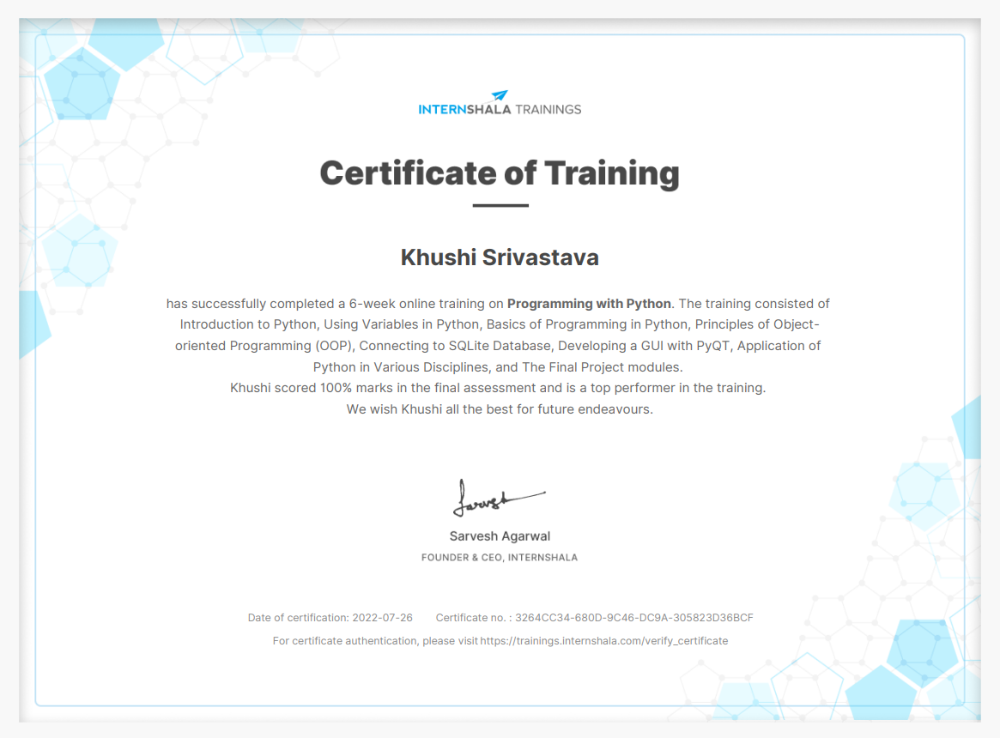 INTERNSHALA TRAININGS
Certificate of Training
Khushi Srivastava
has successfully completed a 6-week online training on Programming with Python. The training consisted of
Introduction to Python, Using Variables in Python, Basics of Programming in Python, Principles of Object-
oriented Programming (OOP), Connecting to SQLite Database, Developing a GUI with PyQT, Application of
Python in Various Disciplines, and The Final Project modules.
Khushi scored 100% marks in the final assessment and is a top performer in the training.
We wish Khushi all the best for future endeavours.
Sarvesh
Sarvesh Agarwal
FOUNDER & CEO, INTERNSHALA
Date of certification: 2022-07-26 Certificate no. : 3264CC34-680D-9C46-DC9A-305823D36BCF
For certificate authentication, please visit https://trainings.internshala.com/verify_certificate